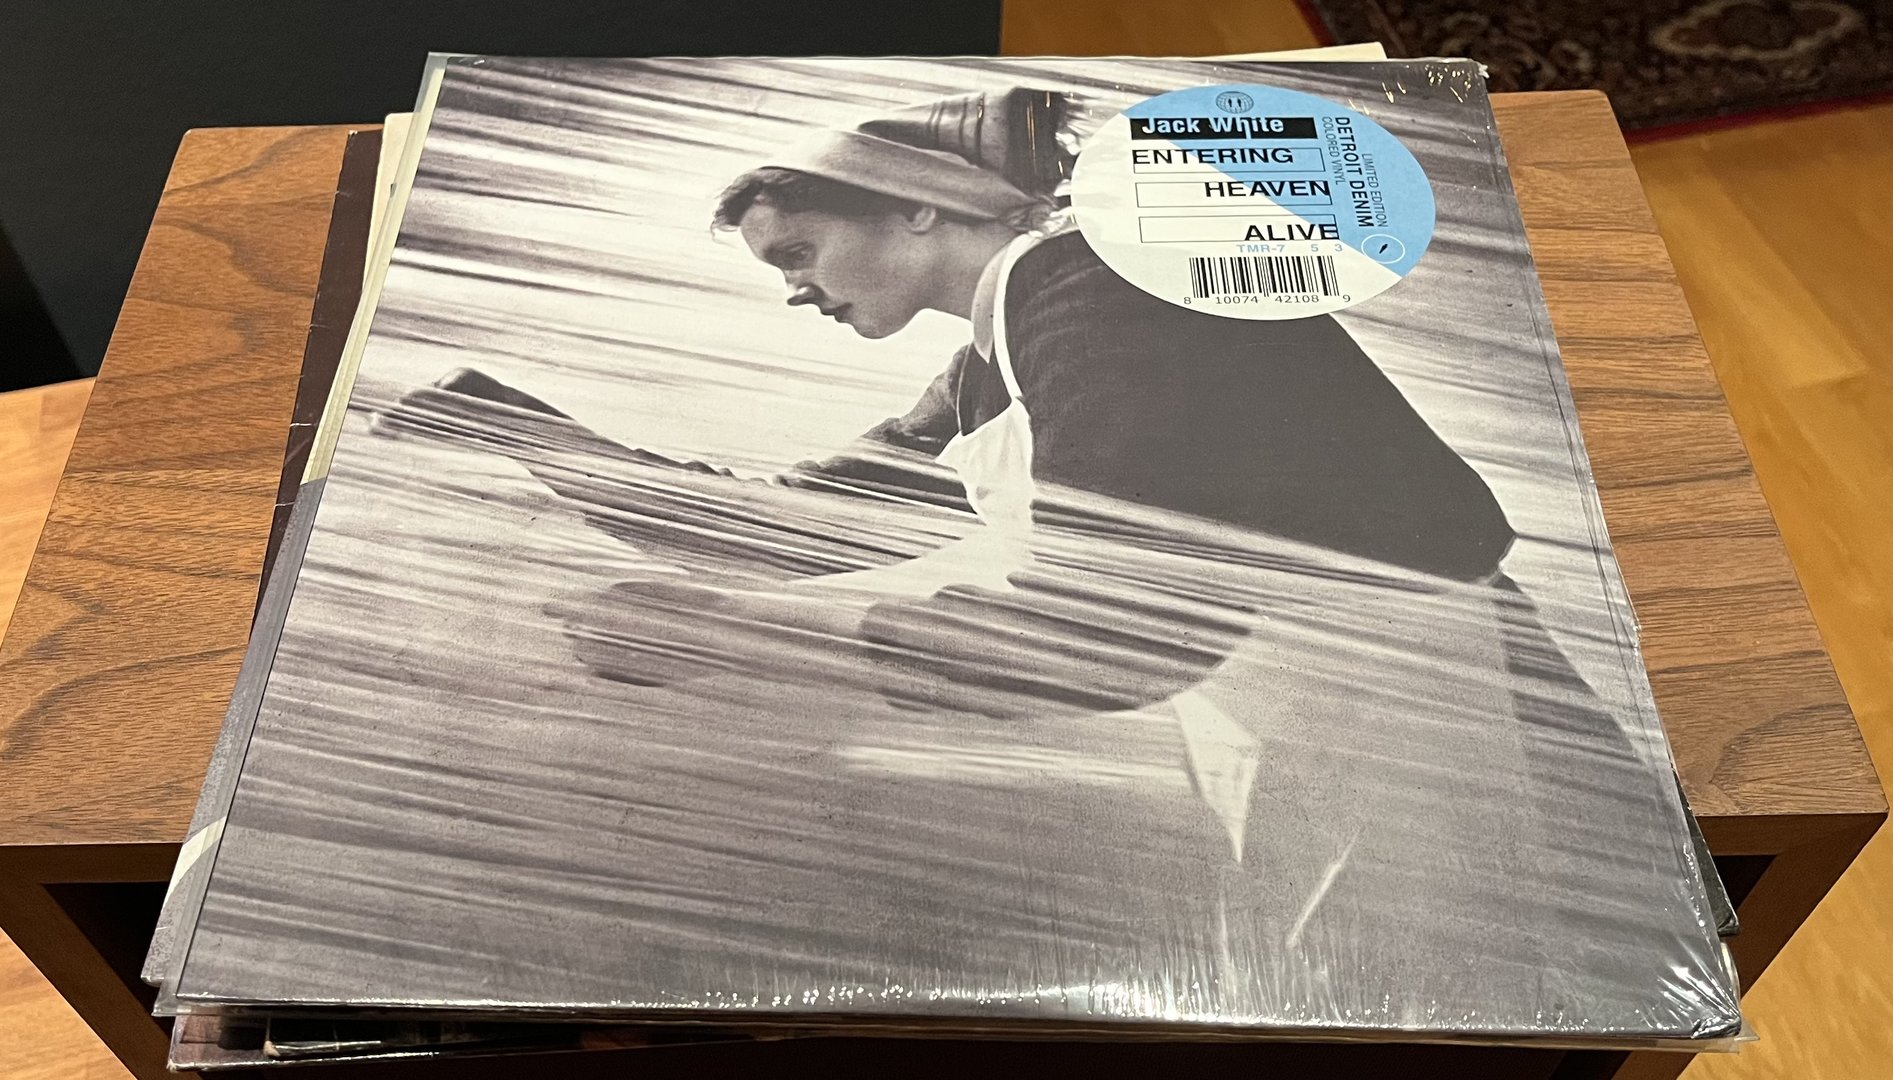 Jack White
ENTERING
HEAVEN
ALIVE
TMR-7 5 3
8 10074 42108 9
LIMITED EDITION
DETROIT DENIM
COLORED VINYL